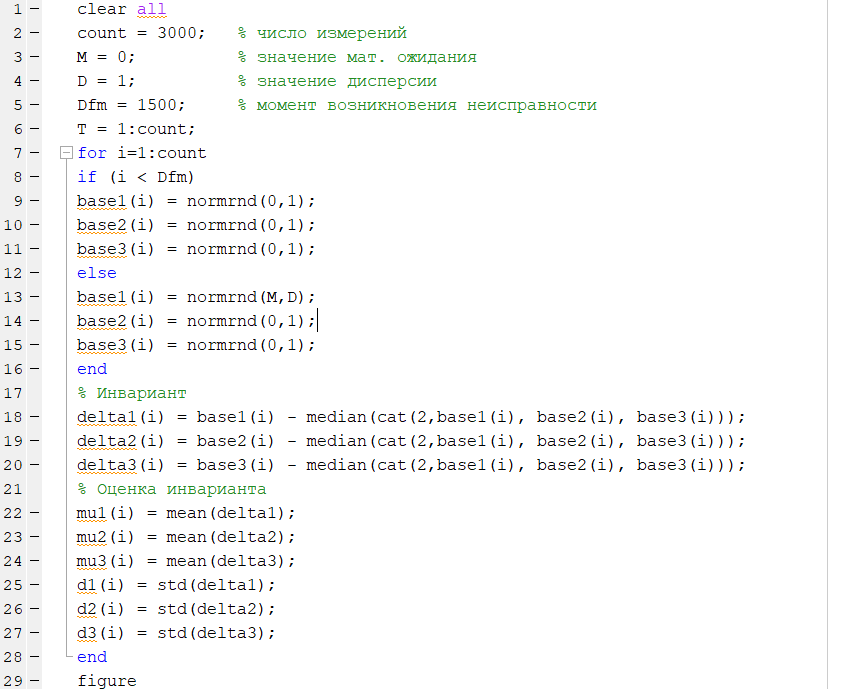 1 − clear all
2 − count = 3000; % число измерений
3 − M = 0; % значение мат. ожидания
4 − D = 1; % значение дисперсии
5 − Dfm = 1500; % момент возникновения неисправности
6 − T = 1:count;
7 − for i=1:count
8 − if (i < Dfm)
9 − base1(i) = normrnd(0,1);
10 − base2(i) = normrnd(0,1);
11 − base3(i) = normrnd(0,1);
12 − else
13 − base1(i) = normrnd(M,D);
14 − base2(i) = normrnd(0,1);
15 − base3(i) = normrnd(0,1);
16 − end
17 % Инвариант
18 − delta1(i) = base1(i) - median(cat(2,base1(i), base2(i), base3(i)));
19 − delta2(i) = base2(i) - median(cat(2,base1(i), base2(i), base3(i)));
20 − delta3(i) = base3(i) - median(cat(2,base1(i), base2(i), base3(i)));
21 % Оценка инварианта
22 − mu1(i) = mean(delta1);
23 − mu2(i) = mean(delta2);
24 − mu3(i) = mean(delta3);
25 − d1(i) = std(delta1);
26 − d2(i) = std(delta2);
27 − d3(i) = std(delta3);
28 − end
29 − figure